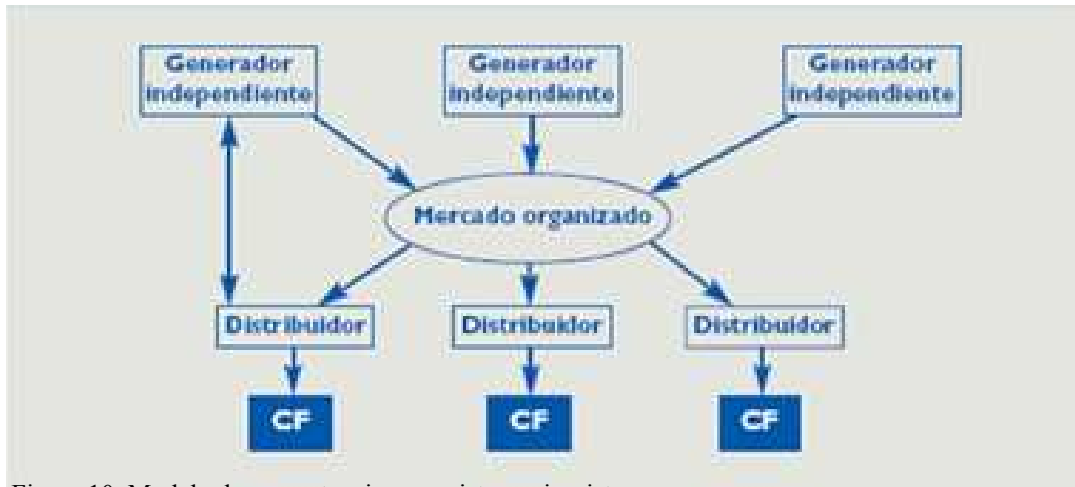 Generador
independiente
Generador
independiente
Generador
independiente
Mercado organizado
Distribuidor
Distribuidor
Distribuidor
CF
CF
CF